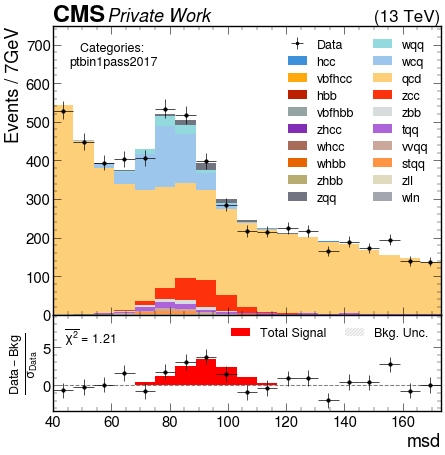 CMS Private Work (13 TeV)
Events / 7GeV
Categories:
ptbin1pass2017
Data
hcc
vbfhcc
hbb
vbfhbb
zhcc
whcc
whbb
zhbb
zqq
wqq
wcq
qcd
zcc
zbb
tqq
vvqq
stqq
zll
wln
700
600
500
400
300
200
100
0
Data−Bkg
σData
χ² = 1.21
Total Signal
Bkg. Unc.
5
0
40 60 80 100 120 140 160
msd